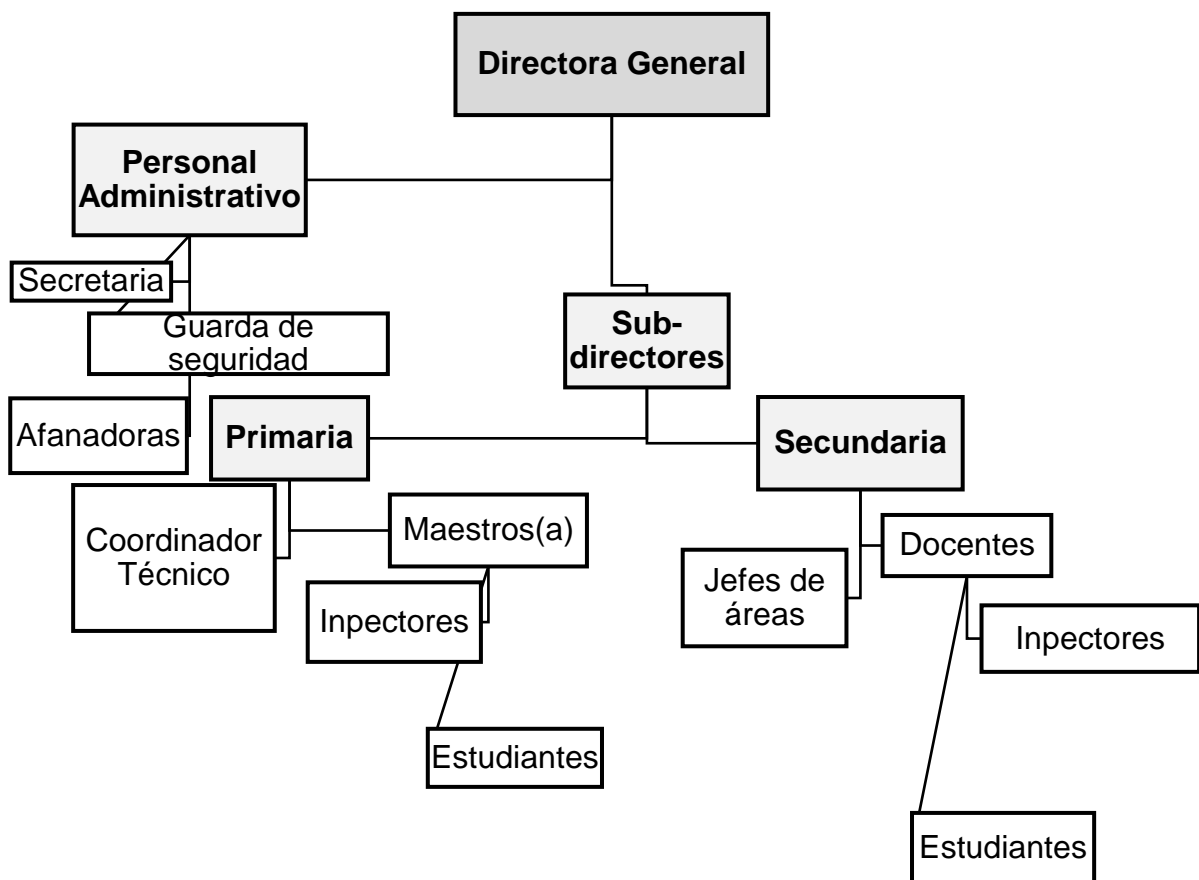 Directora General
Personal
Administrativo
Secretaria
Guarda de
seguridad
Afanadoras
Sub-
directores
Primaria
Secundaria
Coordinador
Técnico
Maestros(a)
Inpectores
Estudiantes
Jefes de
áreas
Docentes
Inpectores
Estudiantes